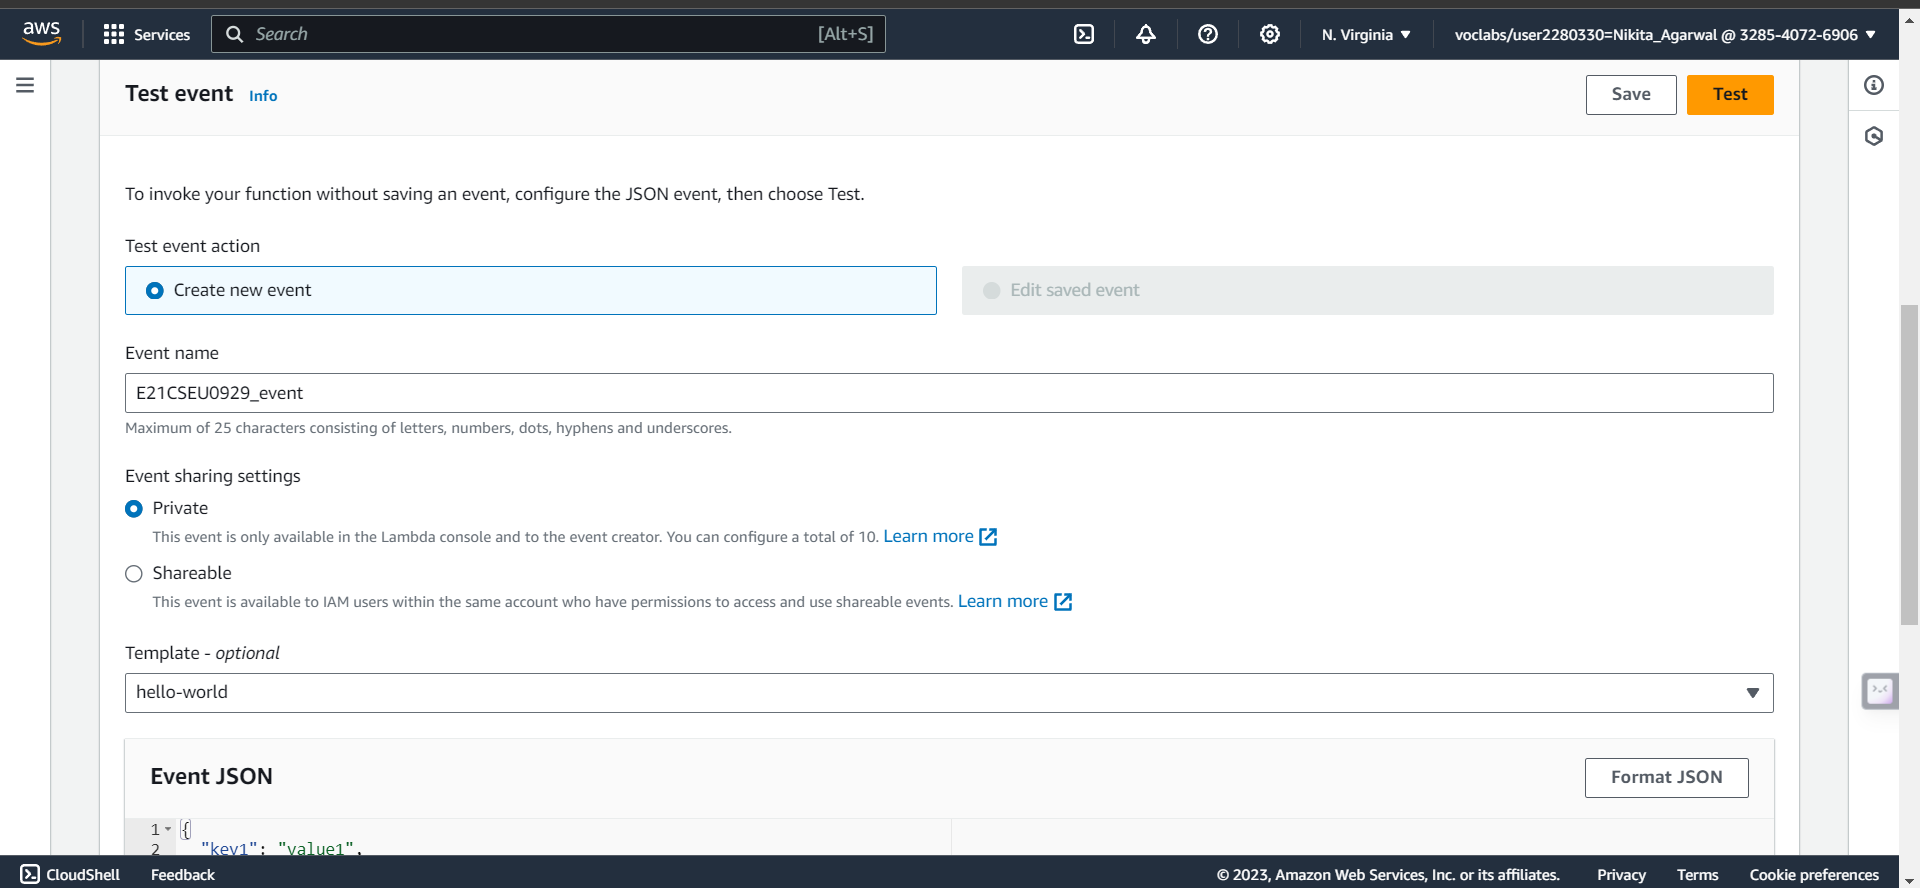 aws Services Search [Alt+S] N. Virginia voclabs/user2280330=Nikita_Agarwal @ 3285-4072-6906
Test event Info Save Test
To invoke your function without saving an event, configure the JSON event, then choose Test.
Test event action
Create new event Edit saved event
Event name
E21CSEU0929_event
Maximum of 25 characters consisting of letters, numbers, dots, hyphens and underscores.
Event sharing settings
Private
This event is only available in the Lambda console and to the event creator. You can configure a total of 10. Learn more
Shareable
This event is available to IAM users within the same account who have permissions to access and use shareable events. Learn more
Template - optional
hello-world
Event JSON Format JSON
1 {
2 "key1": "value1",
CloudShell Feedback © 2023, Amazon Web Services, Inc. or its affiliates. Privacy Terms Cookie preferences